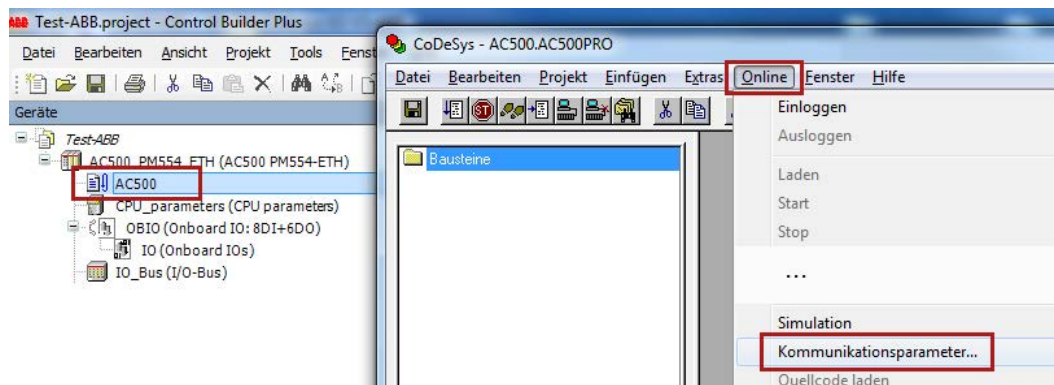 ABB Test-ABB.project - Control Builder Plus
Datei Bearbeiten Ansicht Projekt Tools Fenst
Geräte
Test-ABB
AC500_PM554_ETH (AC500 PM554-ETH)
AC500
CPU_parameters (CPU parameters)
OBIO (Onboard IO: 8DI+6DO)
IO (Onboard IOs)
IO_Bus (I/O-Bus)
CoDeSys - AC500.AC500PRO
Datei Bearbeiten Projekt Einfügen Extras Online Fenster Hilfe
Bausteine
Einloggen
Ausloggen
Laden
Start
Stop
...
Simulation
Kommunikationsparameter...
Quellcode laden